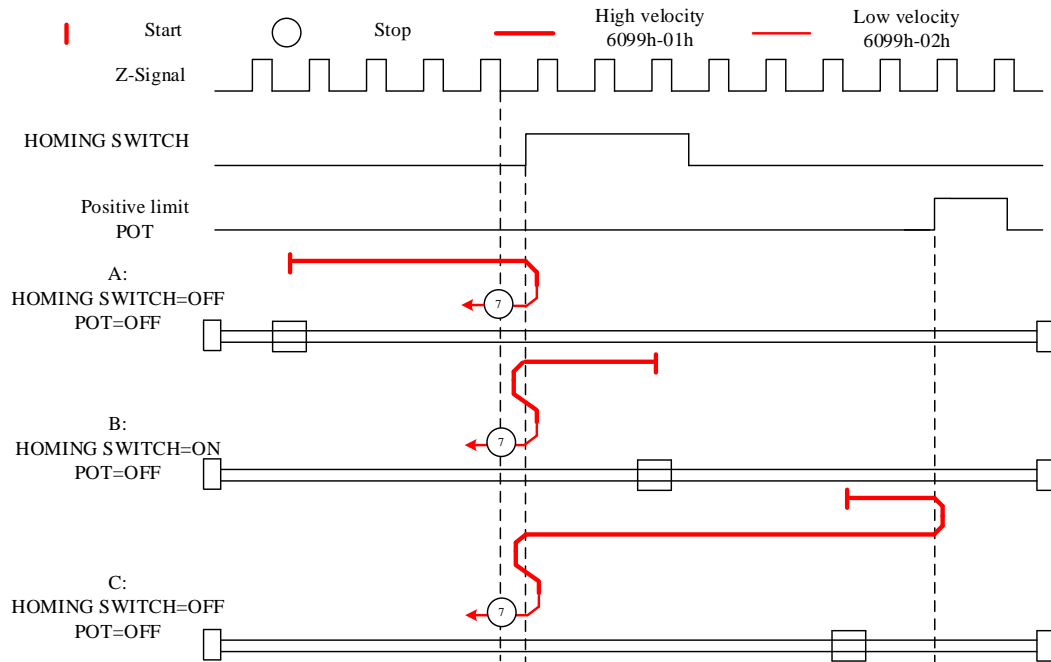 Start
Stop
High velocity
6099h-01h
Low velocity
6099h-02h
Z-Signal
HOMING SWITCH
Positive limit
POT
A:
HOMING SWITCH=OFF
POT=OFF
7
B:
HOMING SWITCH=ON
POT=OFF
7
C:
HOMING SWITCH=OFF
POT=OFF
7